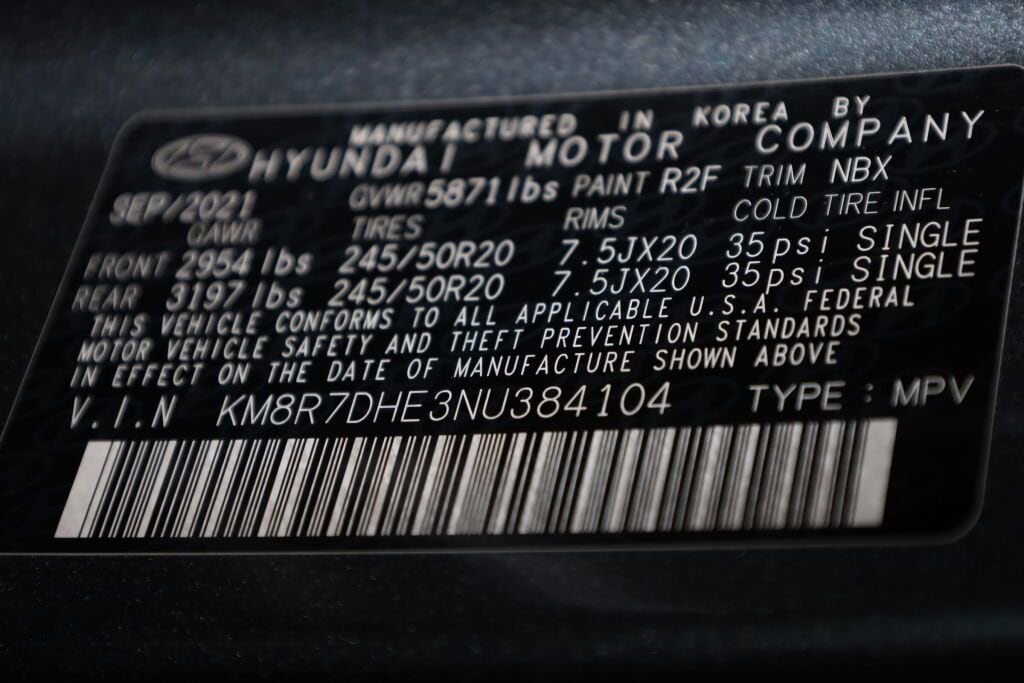 MANUFACTURED IN KOREA BY
HYUNDAI MOTOR COMPANY
SEP/2021 GVWR 5871lbs PAINT R2F TRIM NBX
GAWR TIRES RIMS COLD TIRE INFL
FRONT 2954 lbs 245/50R20 7.5JX20 35psi SINGLE
REAR 3197 lbs 245/50R20 7.5JX20 35psi SINGLE
THIS VEHICLE CONFORMS TO ALL APPLICABLE U.S.A. FEDERAL
MOTOR VEHICLE SAFETY AND THEFT PREVENTION STANDARDS
IN EFFECT ON THE DATE OF MANUFACTURE SHOWN ABOVE
V.I.N KM8R7DHE3NU384104 TYPE : MPV